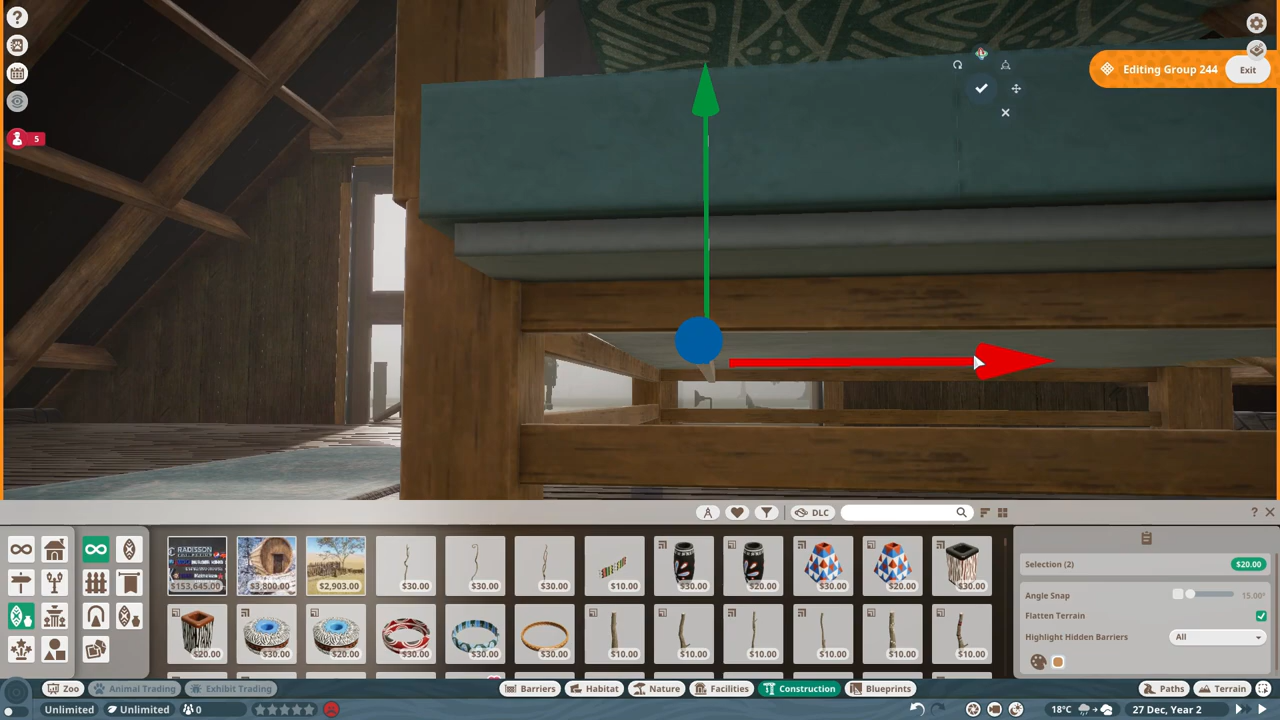 ?
Editing Group 244
Exit
5
DLC
?
RADISSON
$153,645.00
$3,800.00
$2,903.00
$30.00
$30.00
$30.00
$10.00
$30.00
$20.00
$30.00
$20.00
$30.00
$20.00
$30.00
$20.00
$30.00
$30.00
$30.00
$10.00
$10.00
$10.00
$10.00
$10.00
$10.00
Selection (2)
$20.00
Angle Snap
15.00°
Flatten Terrain
Highlight Hidden Barriers
All
Zoo
Animal Trading
Exhibit Trading
Barriers
Habitat
Nature
Facilities
Construction
Blueprints
Paths
Terrain
Unlimited
Unlimited
0
18°C
27 Dec, Year 2